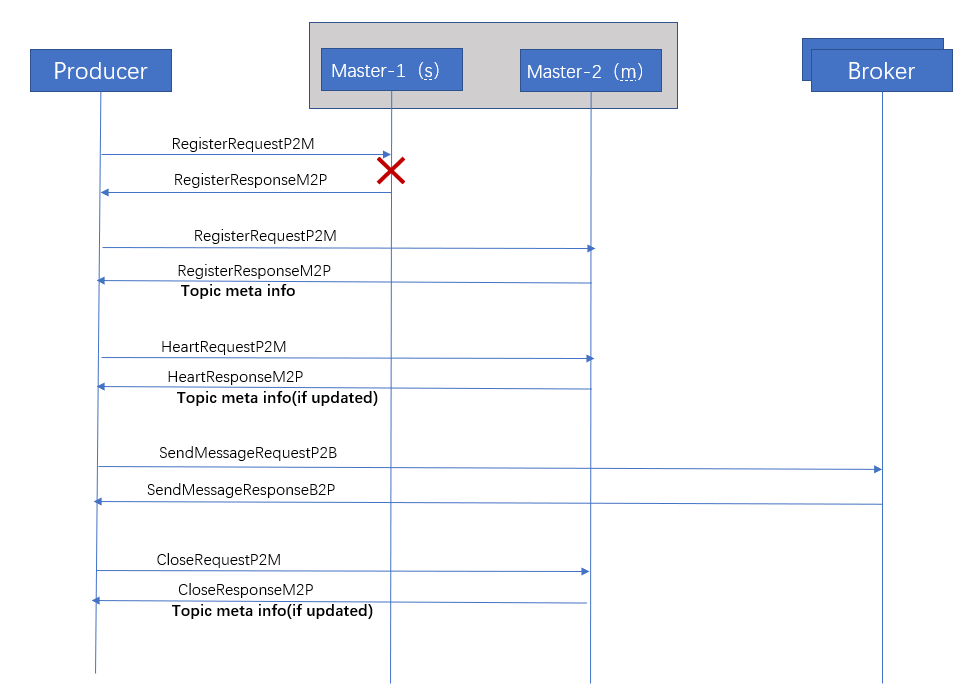 Producer
Master-1（s）
Master-2（m）
Broker
RegisterRequestP2M
RegisterResponseM2P
RegisterRequestP2M
RegisterResponseM2P
Topic meta info
HeartRequestP2M
HeartResponseM2P
Topic meta info(if updated)
SendMessageRequestP2B
SendMessageResponseB2P
CloseRequestP2M
CloseResponseM2P
Topic meta info(if updated)